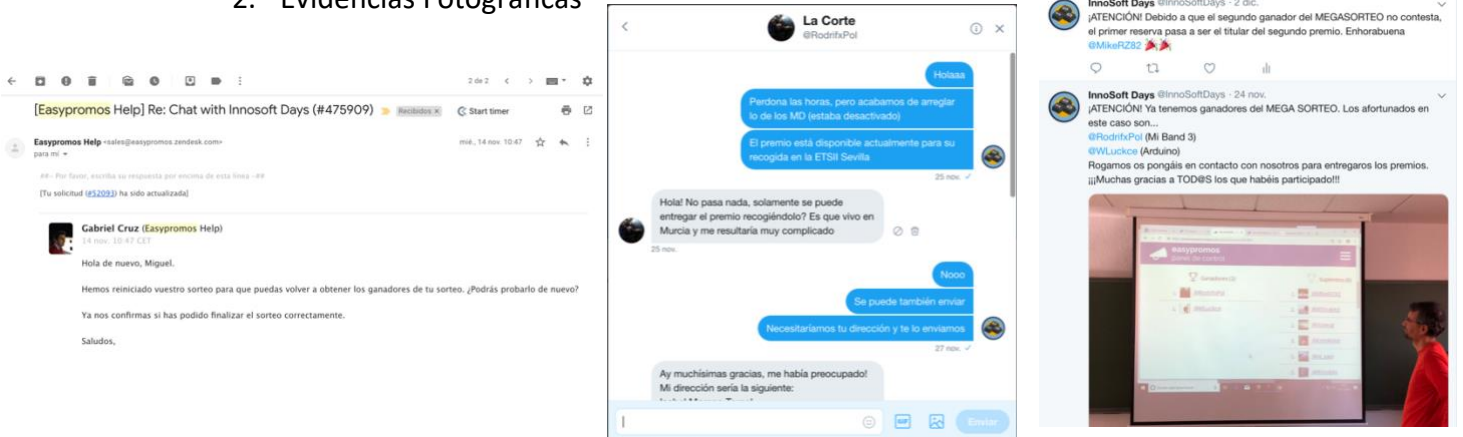 2. Evidencias Fotográficas
2 de 2
[Easypromos Help] Re: Chat with Innosoft Days (#475909)
Recibidos x
Start timer
Easypromos Help <sales@easypromos.zendesk.com>
mié., 14 nov. 10:47
para mí
##- Por favor, escriba su respuesta por encima de esta línea -##
[Tu solicitud (#52093) ha sido actualizada]
Gabriel Cruz (Easypromos Help)
14 nov. 10:47 CET
Hola de nuevo, Miguel.
Hemos reiniciado vuestro sorteo para que puedas volver a obtener los ganadores de tu sorteo. ¿Podrás probarlo de nuevo?
Ya nos confirmas si has podido finalizar el sorteo correctamente.
Saludos,
La Corte
@RodrifxPol
Holaaa
Perdona las horas, pero acabamos de arreglar
lo de los MD (estaba desactivado)
El premio está disponible actualmente para su
recogida en la ETSII Sevilla
25 nov.
Hola! No pasa nada, solamente se puede
entregar el premio recogiéndolo? Es que vivo en
Murcia y me resultaría muy complicado
25 nov.
Nooo
Se puede también enviar
Necesitaríamos tu dirección y te lo enviamos
27 nov.
Ay muchísimas gracias, me había preocupado!
Mi dirección sería la siguiente:
GIF
Enviar
InnoSoft Days @InnoSoftDays · 2 dic.
¡ATENCIÓN! Debido a que el segundo ganador del MEGASORTEO no contesta,
el primer reserva pasa a ser el titular del segundo premio. Enhorabuena
@MikeRZ82
InnoSoft Days @InnoSoftDays · 24 nov.
¡ATENCIÓN! Ya tenemos ganadores del MEGA SORTEO. Los afortunados en
este caso son...
@RodrifxPol (Mi Band 3)
@WLuckce (Arduino)
Rogamos os pongáis en contacto con nosotros para entregaros los premios.
¡¡¡Muchas gracias a TOD@S los que habéis participado!!!
easypromos
panel de control